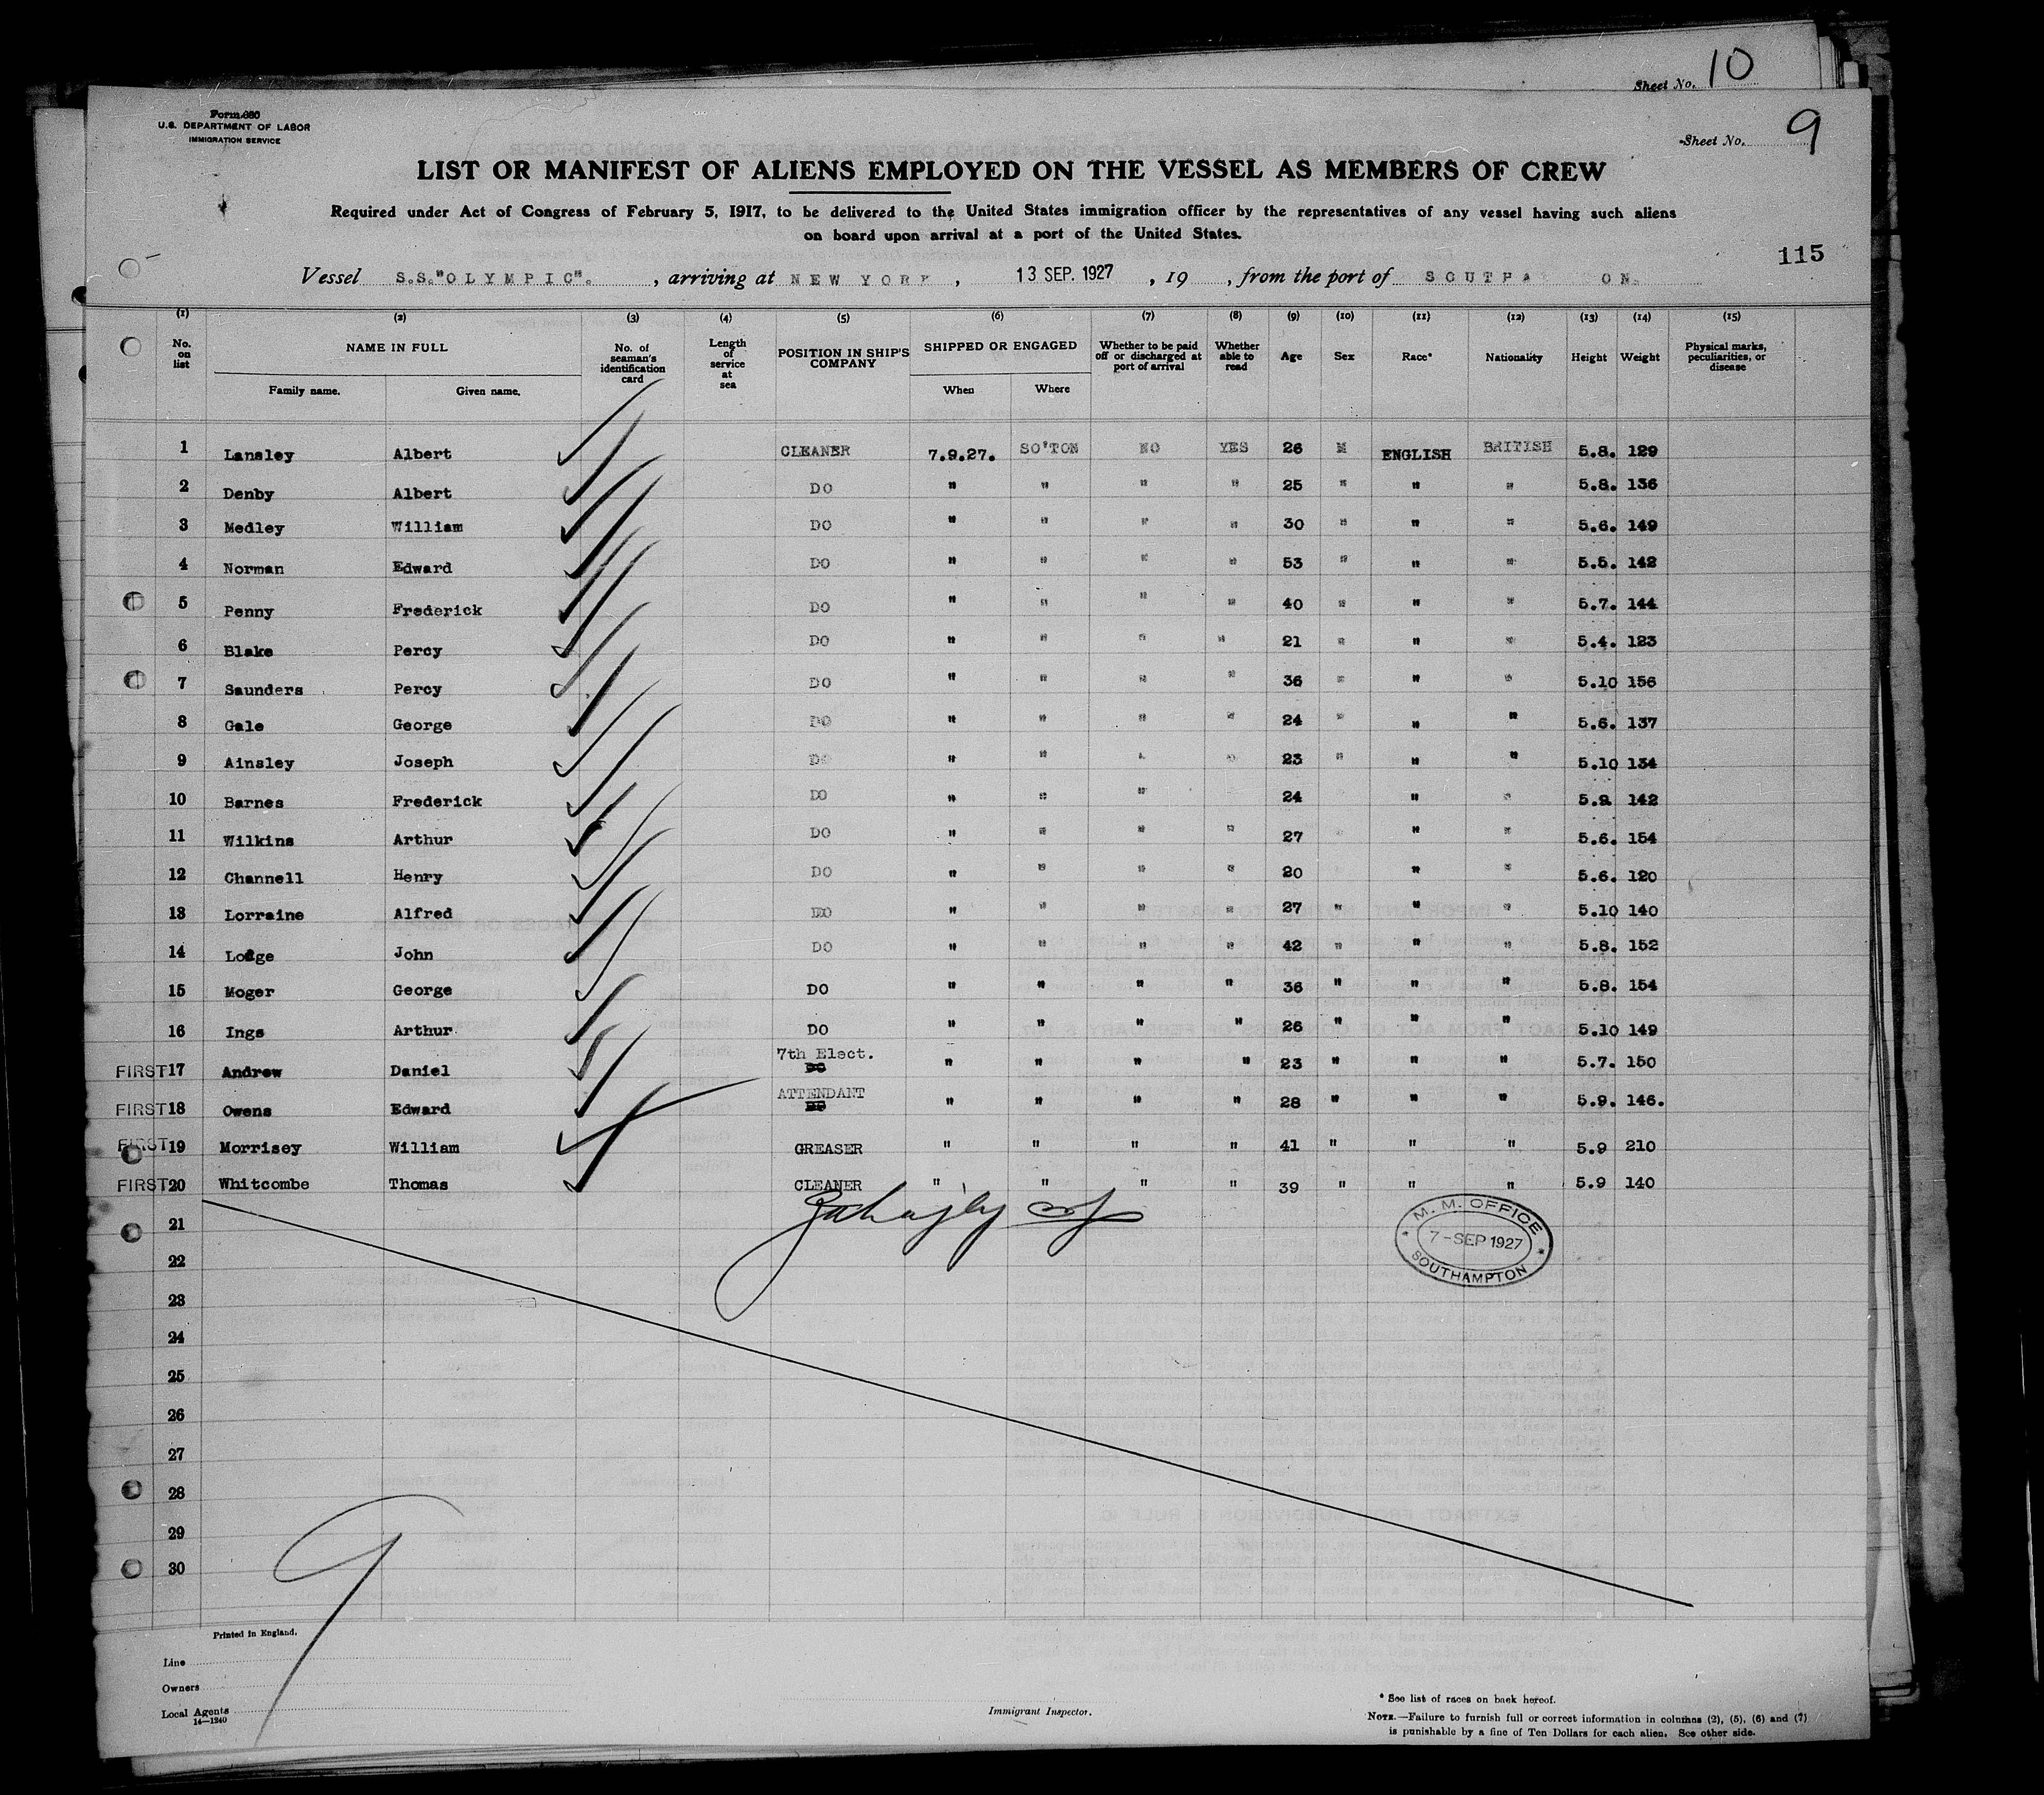 Sheet No. 10
Form 680
U.S. DEPARTMENT OF LABOR
IMMIGRATION SERVICE
Sheet No. 9
LIST OR MANIFEST OF ALIENS EMPLOYED ON THE VESSEL AS MEMBERS OF CREW
Required under Act of Congress of February 5, 1917, to be delivered to the United States immigration officer by the representatives of any vessel having such aliens
on board upon arrival at a port of the United States.
115
Vessel S.S."OLYMPIC". , arriving at NEW YORK , 13 SEP. 1927 , 19 , from the port of SOUTHA ON.
(1) (2) (3) (4) (5) (6) (7) (8) (9) (10) (11) (12) (13) (14) (15)
No. on list NAME IN FULL Family name. Given name. No. of seaman's identification card Length of service at sea POSITION IN SHIP'S COMPANY SHIPPED OR ENGAGED When Where Whether to be paid off or discharged at port of arrival Whether able to read Age Sex Race* Nationality Height Weight Physical marks, peculiarities, or disease
1 Lansley Albert CLEANER 7.9.27. SO'TON NO YES 26 M ENGLISH BRITISH 5.8. 129
2 Denby Albert DO " " " " 25 " " " 5.8. 136
3 Medley William DO " " " " 30 " " " 5.6. 149
4 Norman Edward DO " " " " 53 " " " 5.5. 142
5 Penny Frederick DO " " " " 40 " " " 5.7. 144
6 Blake Percy DO " " " " 21 " " " 5.4. 123
7 Saunders Percy DO " " " " 36 " " " 5.10 156
8 Gale George DO " " " " 24 " " " 5.6. 137
9 Ainsley Joseph DO " " " " 23 " " " 5.10 134
10 Barnes Frederick DO " " " 24 " " 5.9 142
11 Wilkins Arthur DO " " " " 27 " " 5.6. 154
12 Channell Henry DO " " " " 20 " " 5.6. 120
13 Lorraine Alfred DO " " " " 27 " " " 5.10 140
14 Lodge John DO " " " " 42 " " " 5.8. 152
15 Moger George DO " " " " 36 " " " 5.8. 154
16 Ings Arthur DO " " " " 26 " " " 5.10 149
FIRST 17 Andrew Daniel 7th Elect. DO " " " " 23 " " " 5.7. 150
FIRST 18 Owens Edward ATTENDANT DO " " " " 28 " " " 5.9. 146.
FIRST 19 Morrisey William GREASER " " " " 41 " " " 5.9 210
FIRST 20 Whitcombe Thomas CLEANER " " " " 39 " " " 5.9 140
21
M. M. OFFICE
7-SEP 1927
SOUTHAMPTON
22
23
24
25
26
27
28
29
30
9
Printed in England.
Line
Owners
Local Agents
14—1240
Immigrant Inspector.
* See list of races on back hereof.
NOTE.—Failure to furnish full or correct information in columns (2), (5), (6) and (7)
is punishable by a fine of Ten Dollars for each alien. See other side.